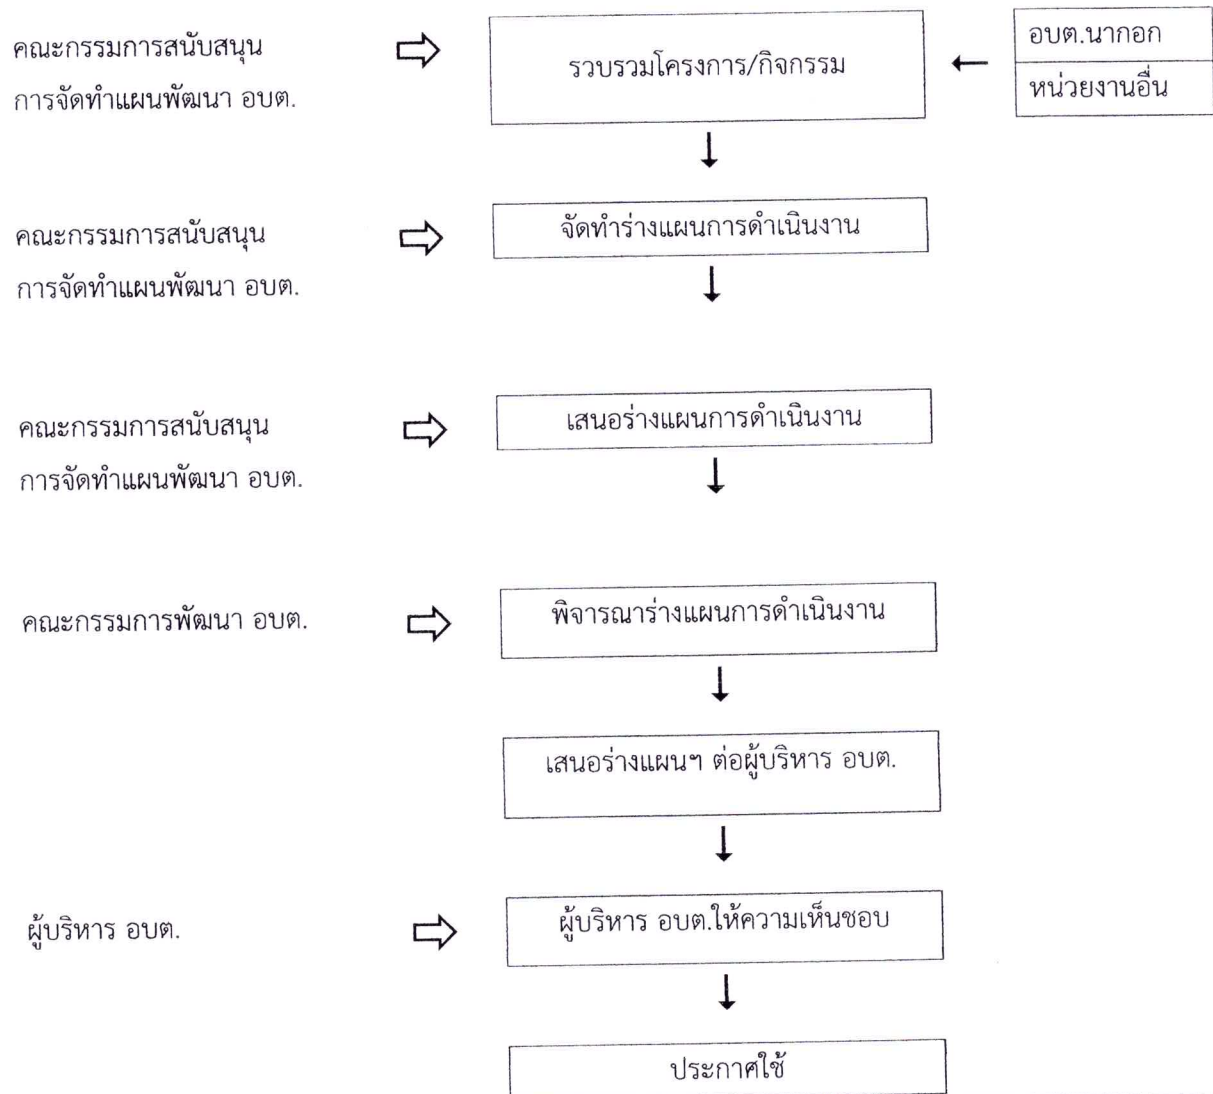 คณะกรรมการสนับสนุน
การจัดทำแผนพัฒนา อบต.
รวบรวมโครงการ/กิจกรรม
อบต.นากอก
หน่วยงานอื่น
คณะกรรมการสนับสนุน
การจัดทำแผนพัฒนา อบต.
จัดทำร่างแผนการดำเนินงาน
คณะกรรมการสนับสนุน
การจัดทำแผนพัฒนา อบต.
เสนอร่างแผนการดำเนินงาน
คณะกรรมการพัฒนา อบต.
พิจารณาร่างแผนการดำเนินงาน
เสนอร่างแผนฯ ต่อผู้บริหาร อบต.
ผู้บริหาร อบต.
ผู้บริหาร อบต.ให้ความเห็นชอบ
ประกาศใช้